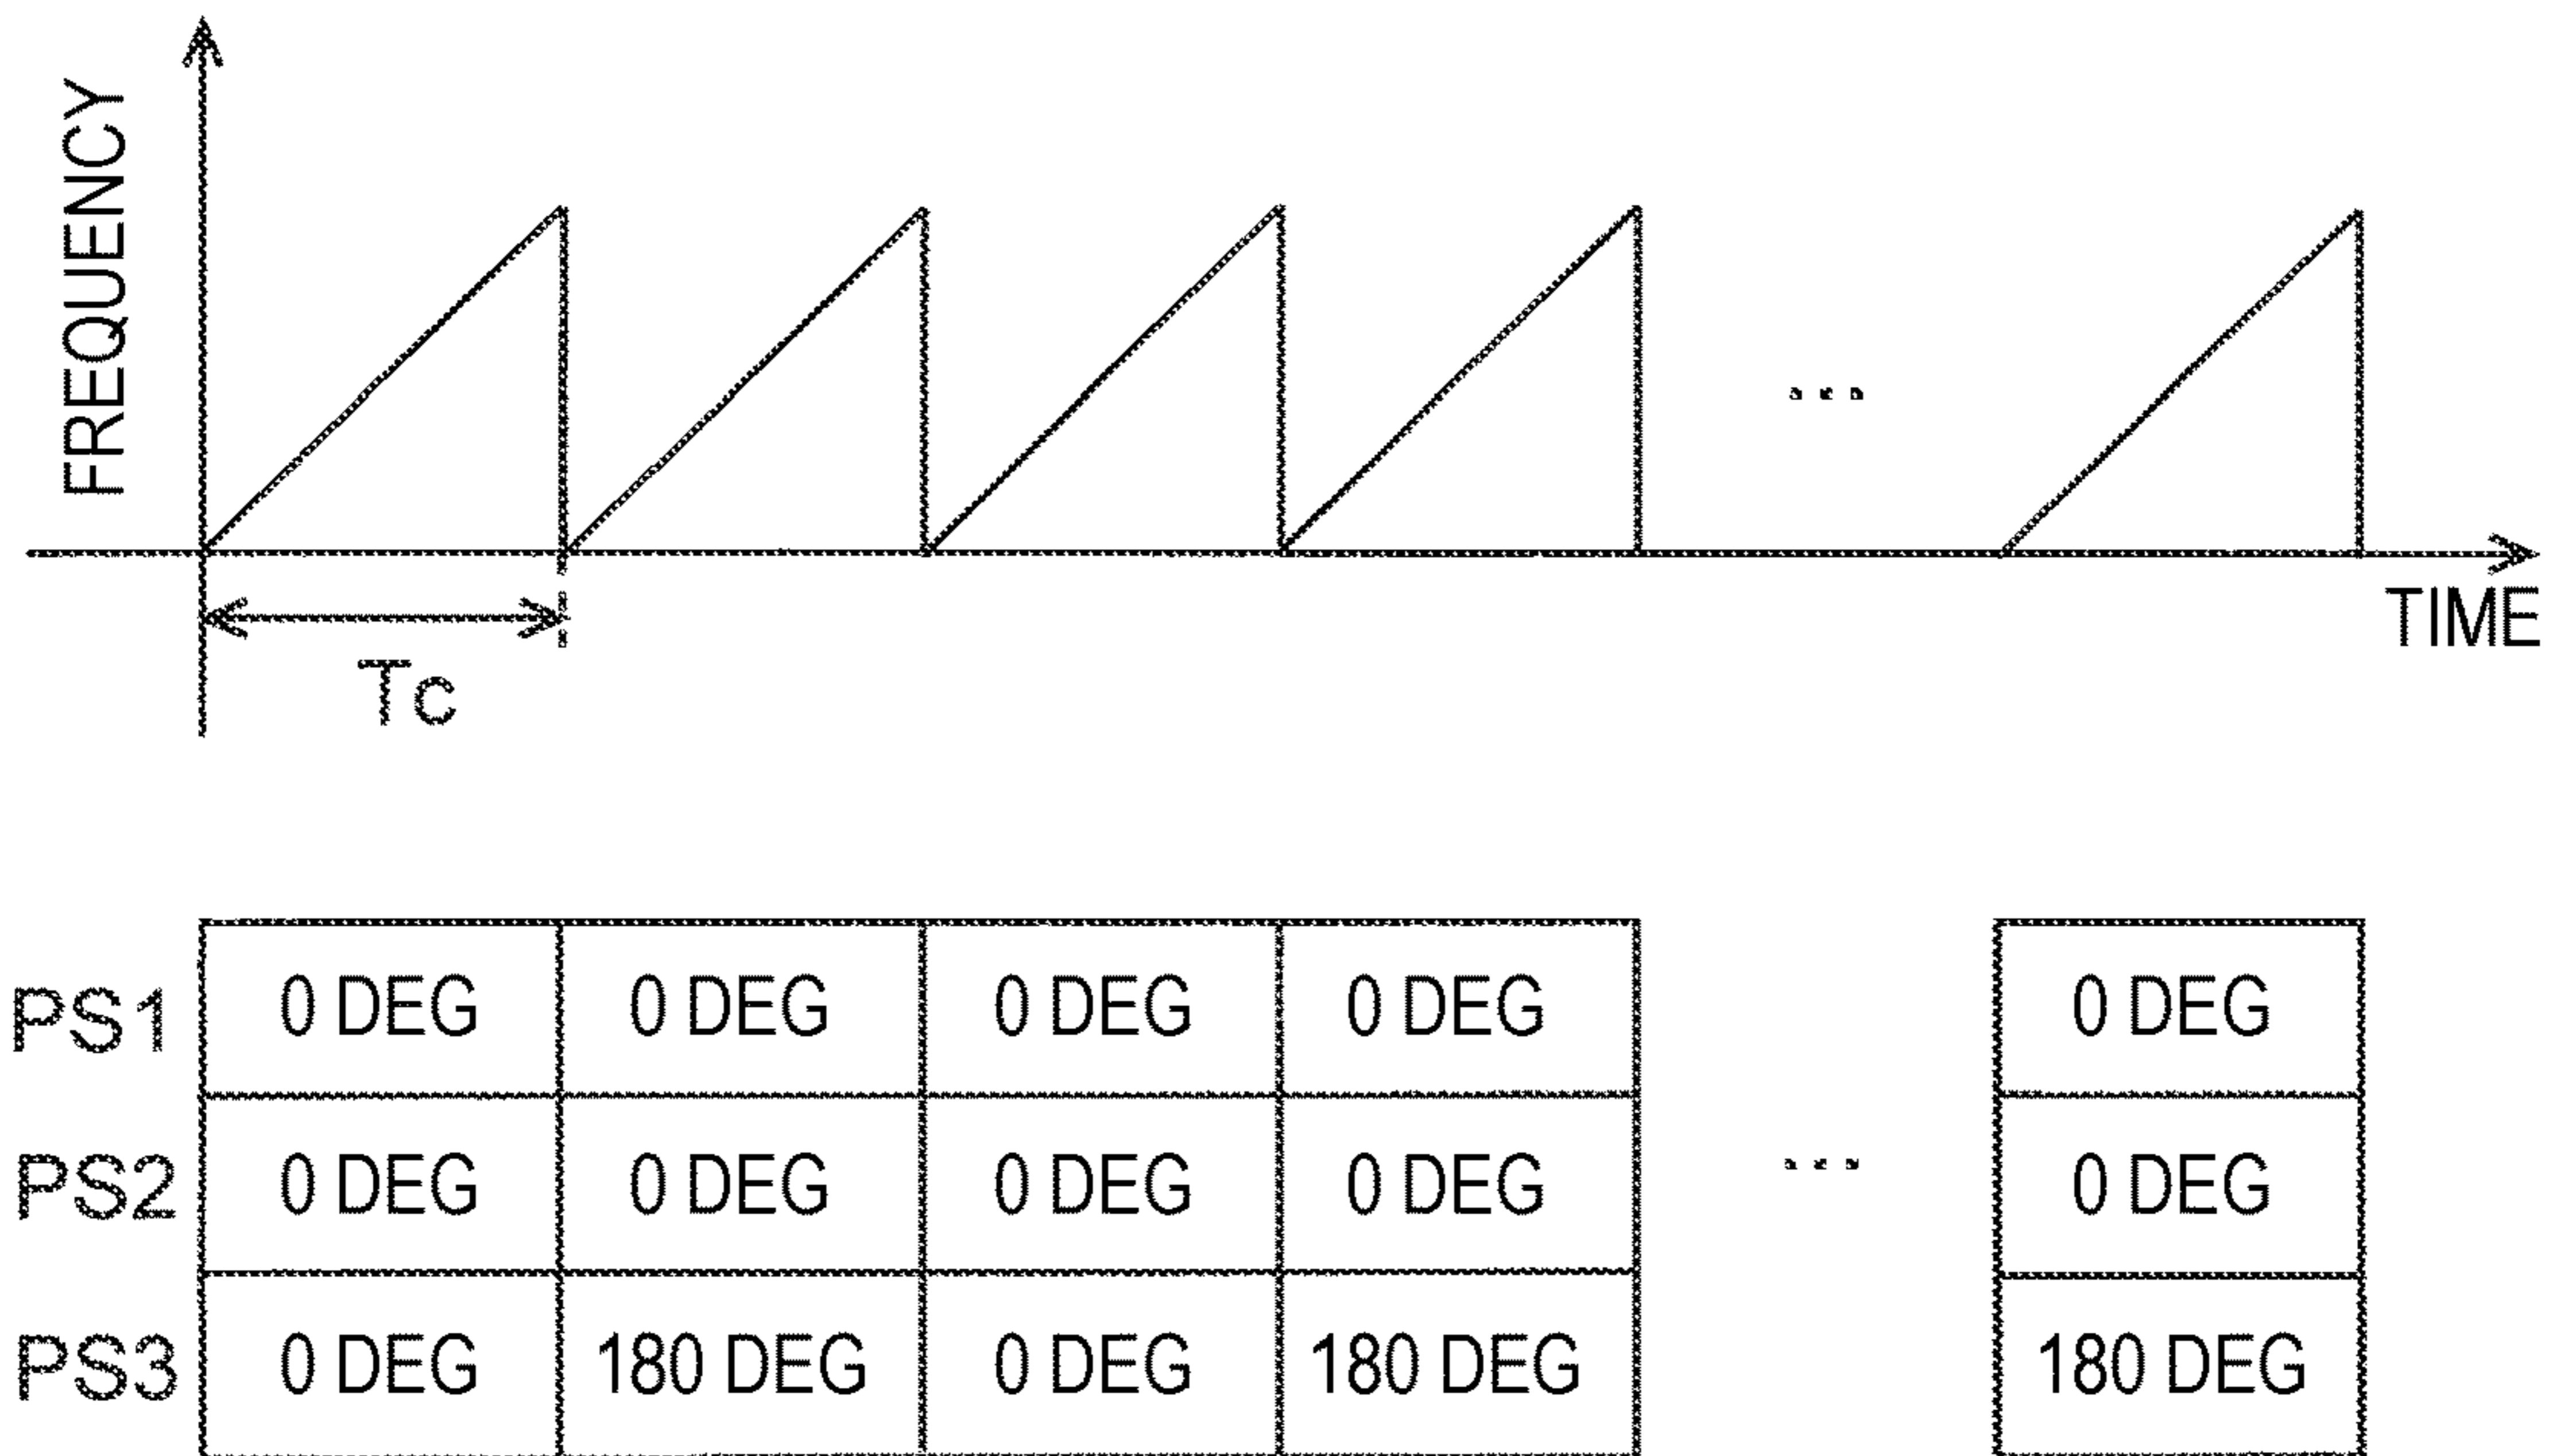 FREQUENCY
...
TIME
Tc
PS1 0 DEG 0 DEG 0 DEG 0 DEG 0 DEG
PS2 0 DEG 0 DEG 0 DEG 0 DEG ... 0 DEG
PS3 0 DEG 180 DEG 0 DEG 180 DEG 180 DEG